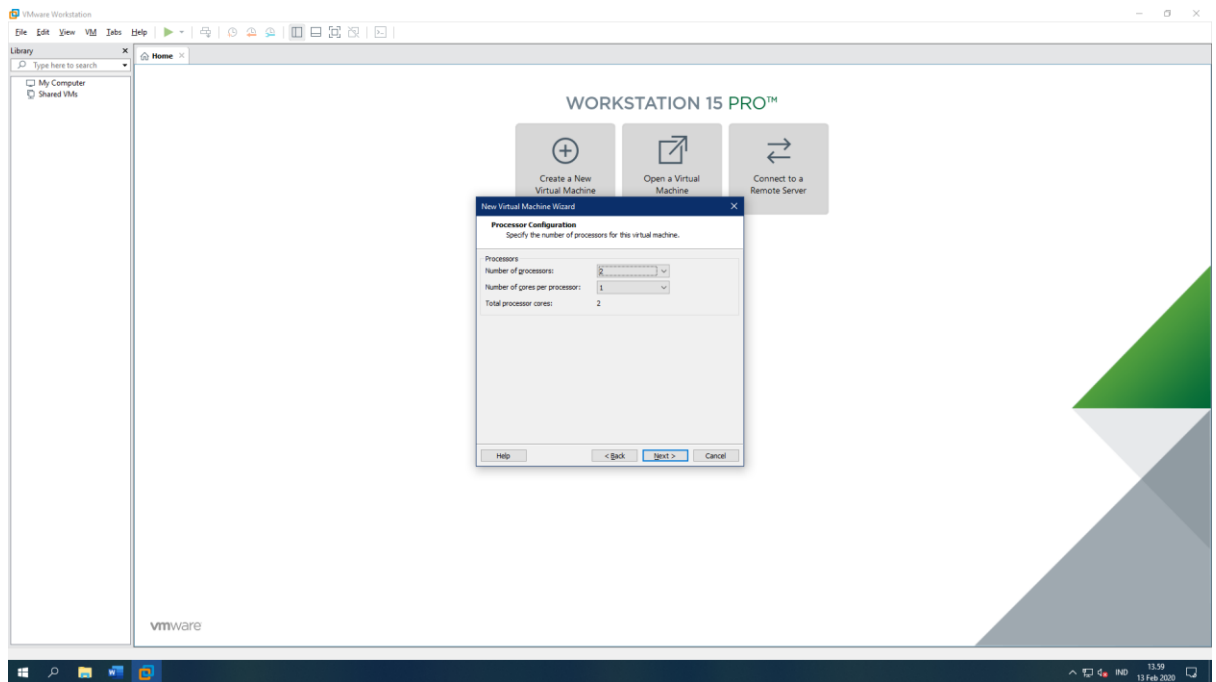 VMware Workstation
File Edit View VM Tabs Help
Library
Type here to search
My Computer
Shared VMs
Home
WORKSTATION 15 PRO™
Create a New
Virtual Machine
Open a Virtual
Machine
Connect to a
Remote Server
New Virtual Machine Wizard
Processor Configuration
Specify the number of processors for this virtual machine.
Processors
Number of processors: 2
Number of cores per processor: 1
Total processor cores: 2
Help < Back Next > Cancel
vmware
IND 13.59
13 Feb 2020